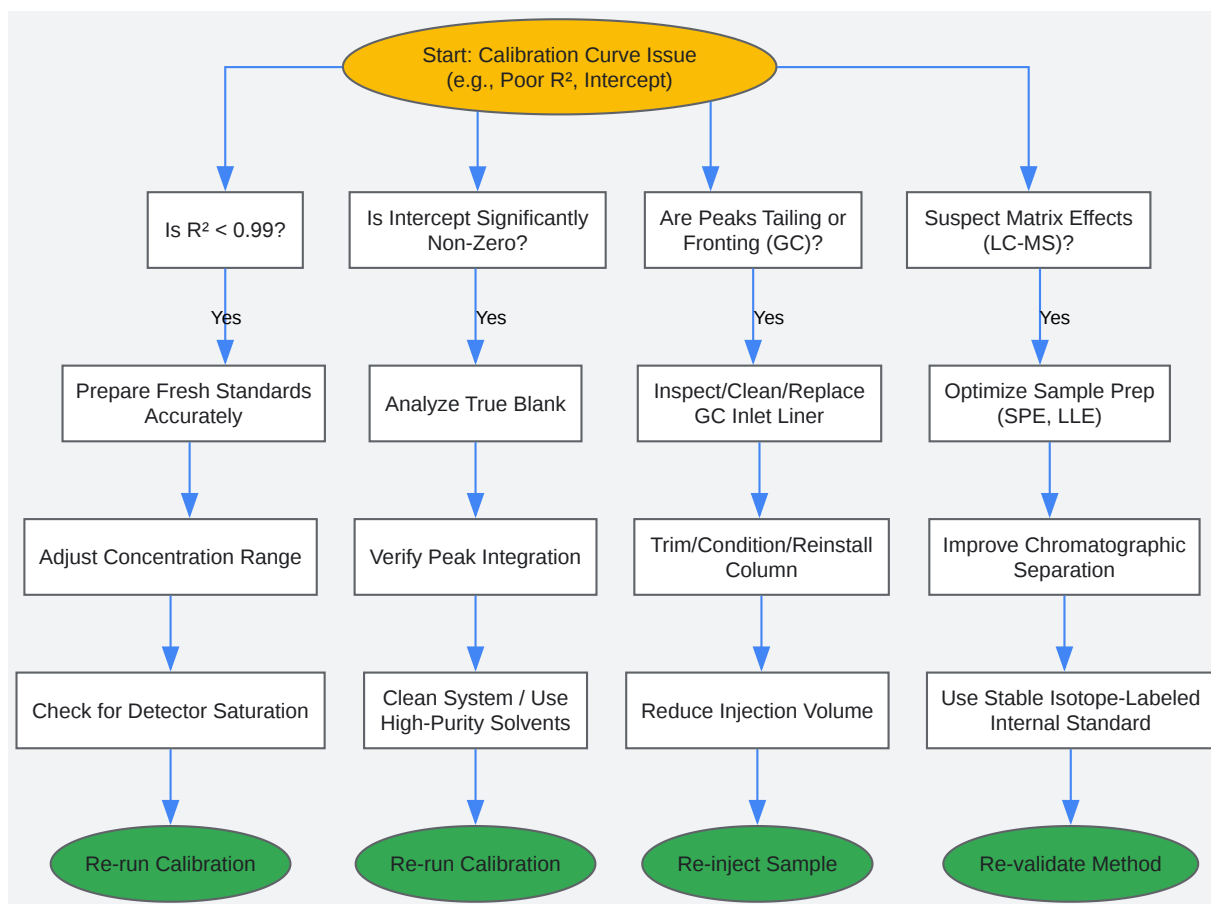 Start: Calibration Curve Issue
(e.g., Poor R², Intercept)
Is R² < 0.99?
Is Intercept Significantly
Non-Zero?
Are Peaks Tailing or
Fronting (GC)?
Suspect Matrix Effects
(LC-MS)?
Yes
Yes
Yes
Yes
Prepare Fresh Standards
Accurately
Analyze True Blank
Inspect/Clean/Replace
GC Inlet Liner
Optimize Sample Prep
(SPE, LLE)
Adjust Concentration Range
Verify Peak Integration
Trim/Condition/Reinstall
Column
Improve Chromatographic
Separation
Check for Detector Saturation
Clean System / Use
High-Purity Solvents
Reduce Injection Volume
Use Stable Isotope-Labeled
Internal Standard
Re-run Calibration
Re-run Calibration
Re-inject Sample
Re-validate Method